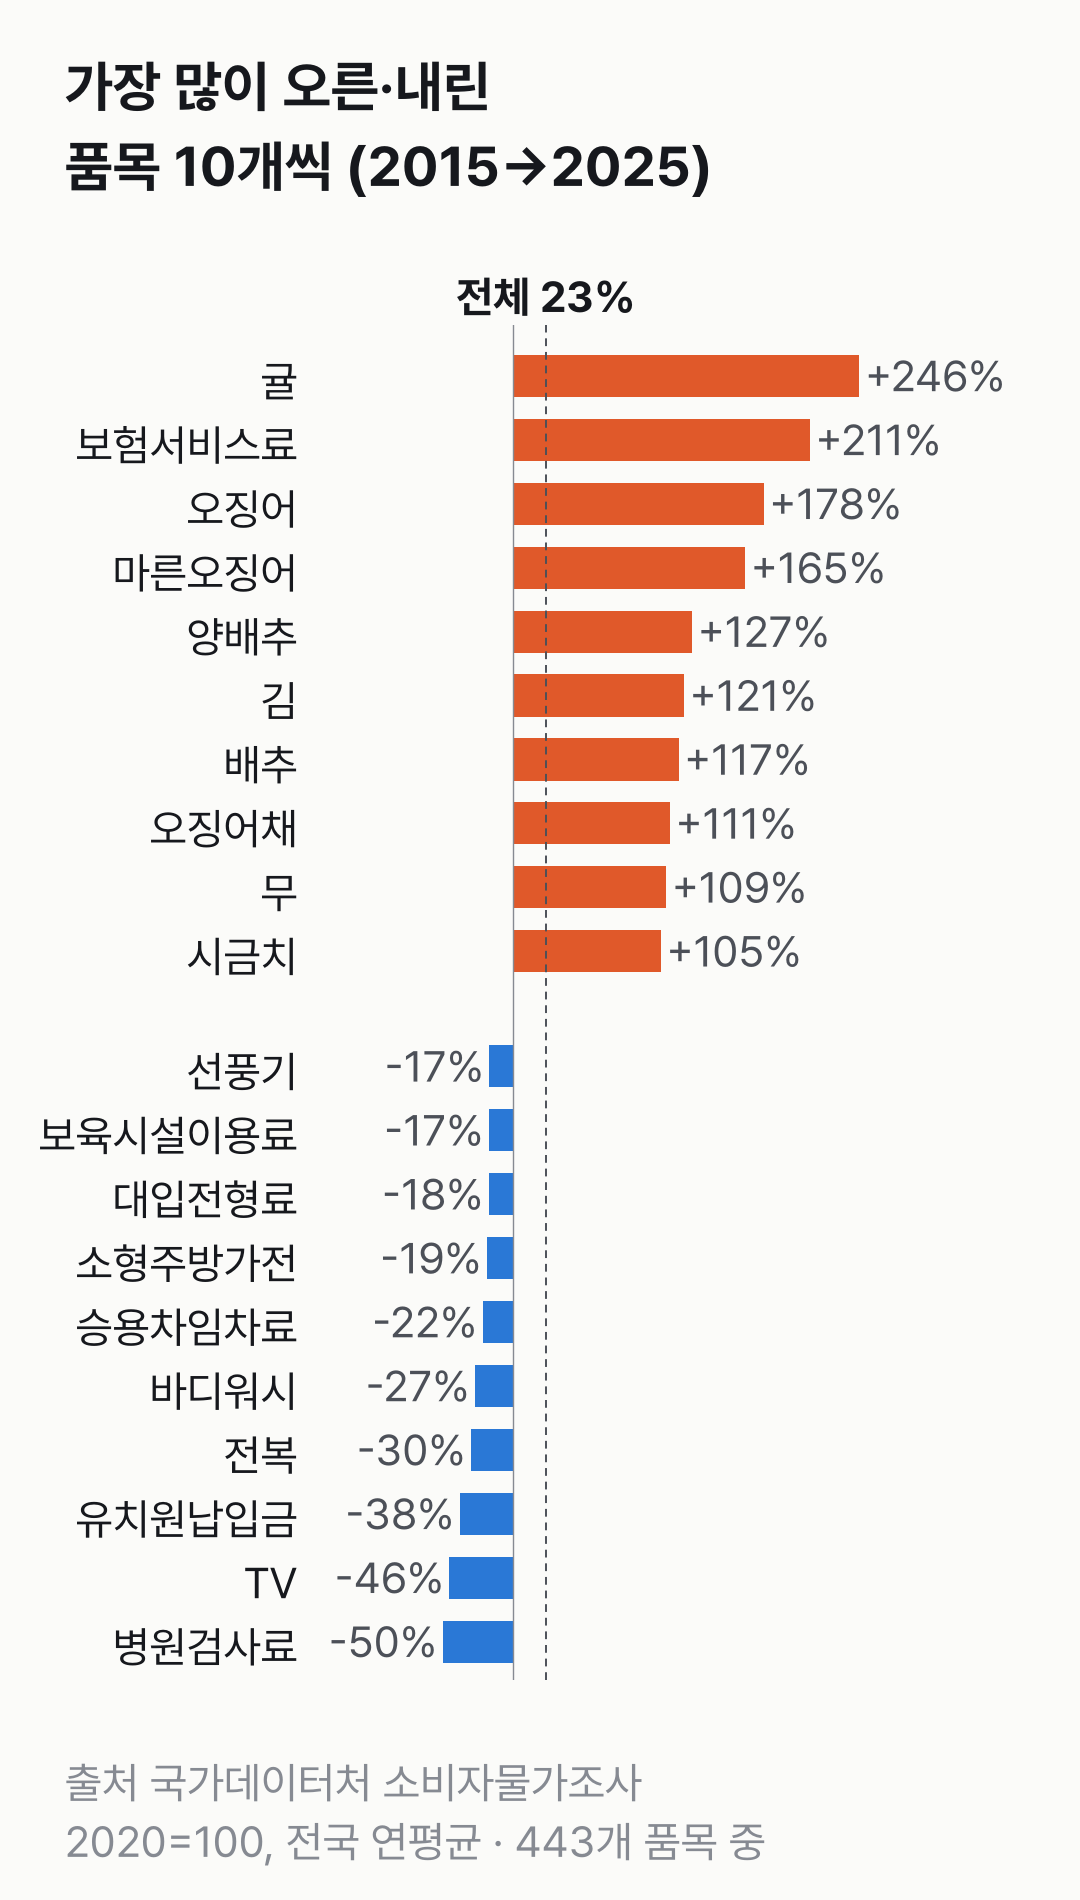 가장 많이 오른·내린
품목 10개씩 (2015→2025)
전체 23%
귤 +246%
보험서비스료 +211%
오징어 +178%
마른오징어 +165%
양배추 +127%
김 +121%
배추 +117%
오징어채 +111%
무 +109%
시금치 +105%
선풍기 -17%
보육시설이용료 -17%
대입전형료 -18%
소형주방가전 -19%
승용차임차료 -22%
바디워시 -27%
전복 -30%
유치원납입금 -38%
TV -46%
병원검사료 -50%
출처 국가데이터처 소비자물가조사
2020=100, 전국 연평균 · 443개 품목 중